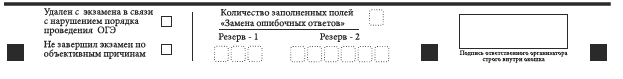 Удален с экзамена в связи
с нарушением порядка
проведения ОГЭ
Не завершил экзамен по
объективным причинам
Количество заполненных полей
«Замена ошибочных ответов»
Резерв - 1
Резерв - 2
Подпись ответственного организатора
строго внутри окошка